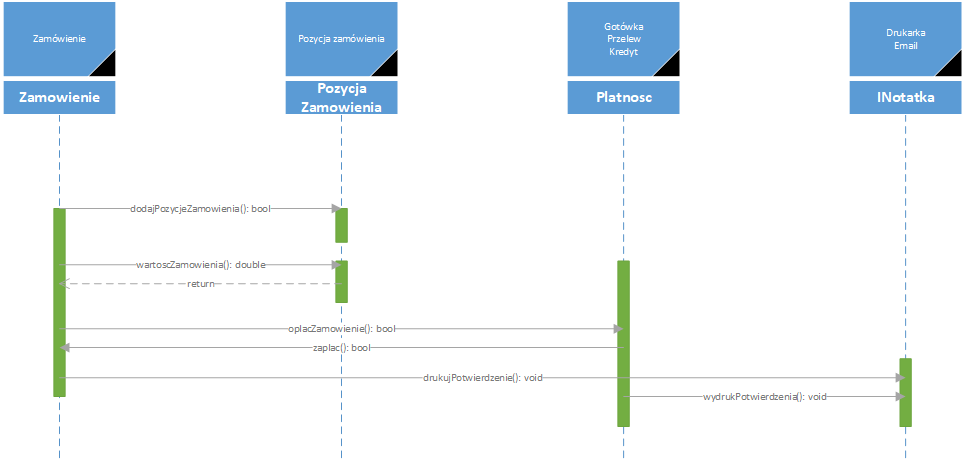 Zamówienie
Pozycja zamówienia
Gotówka
Przelew
Kredyt
Drukarka
Email
Zamowienie
Pozycja
Zamowienia
Platnosc
INotatka
dodajPozycjeZamowienia(): bool
wartoscZamowienia(): double
return
oplacZamowienie(): bool
zaplac(): bool
drukujPotwierdzenie(): void
wydrukPotwierdzenia(): void